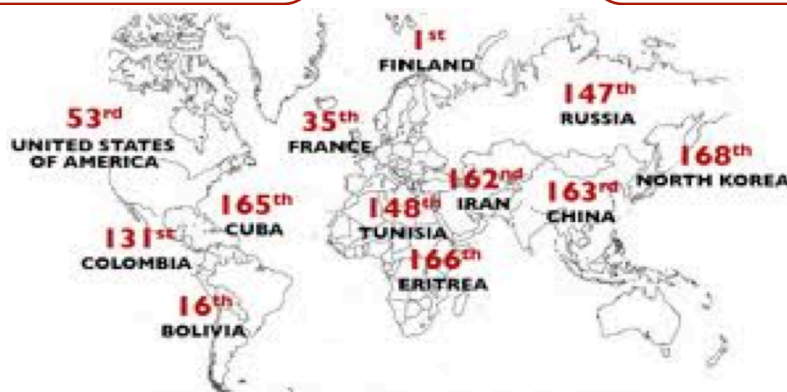 1st
FINLAND
147th
RUSSIA
53rd
UNITED STATES
OF AMERICA
35th
FRANCE
168th
NORTH KOREA
162nd
IRAN
163rd
CHINA
165th
CUBA
148th
TUNISIA
131st
COLOMBIA
166th
ERITREA
16th
BOLIVIA